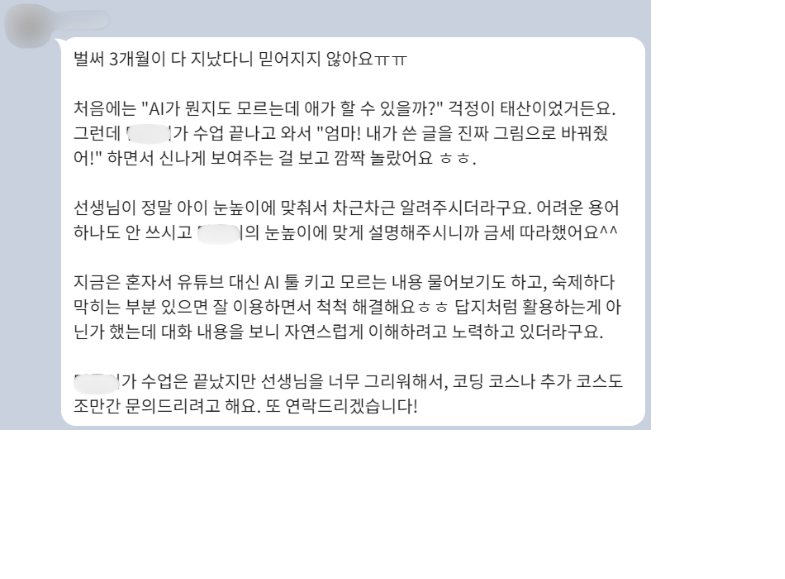 벌써 3개월이 다 지났다니 믿어지지 않아요ㅠㅠ
처음에는 "AI가 뭔지도 모르는데 애가 할 수 있을까?" 걱정이 태산이었거든요.
그런데 가 수업 끝나고 와서 "엄마! 내가 쓴 글을 진짜 그림으로 바꿔줬
어!" 하면서 신나게 보여주는 걸 보고 깜짝 놀랐어요 ㅎㅎ.
선생님이 정말 아이 눈높이에 맞춰서 차근차근 알려주시더라구요. 어려운 용어
하나도 안 쓰시고 의 눈높이에 맞게 설명해주시니까 금세 따라했어요^^
지금은 혼자서 유튜브 대신 AI 툴 키고 모르는 내용 물어보기도 하고, 숙제하다
막히는 부분 있으면 잘 이용하면서 척척 해결해요ㅎㅎ 답지처럼 활용하는게 아
닌가 했는데 대화 내용을 보니 자연스럽게 이해하려고 노력하고 있더라구요.
가 수업은 끝났지만 선생님을 너무 그리워해서, 코딩 코스나 추가 코스도
조만간 문의드리려고 해요. 또 연락드리겠습니다!